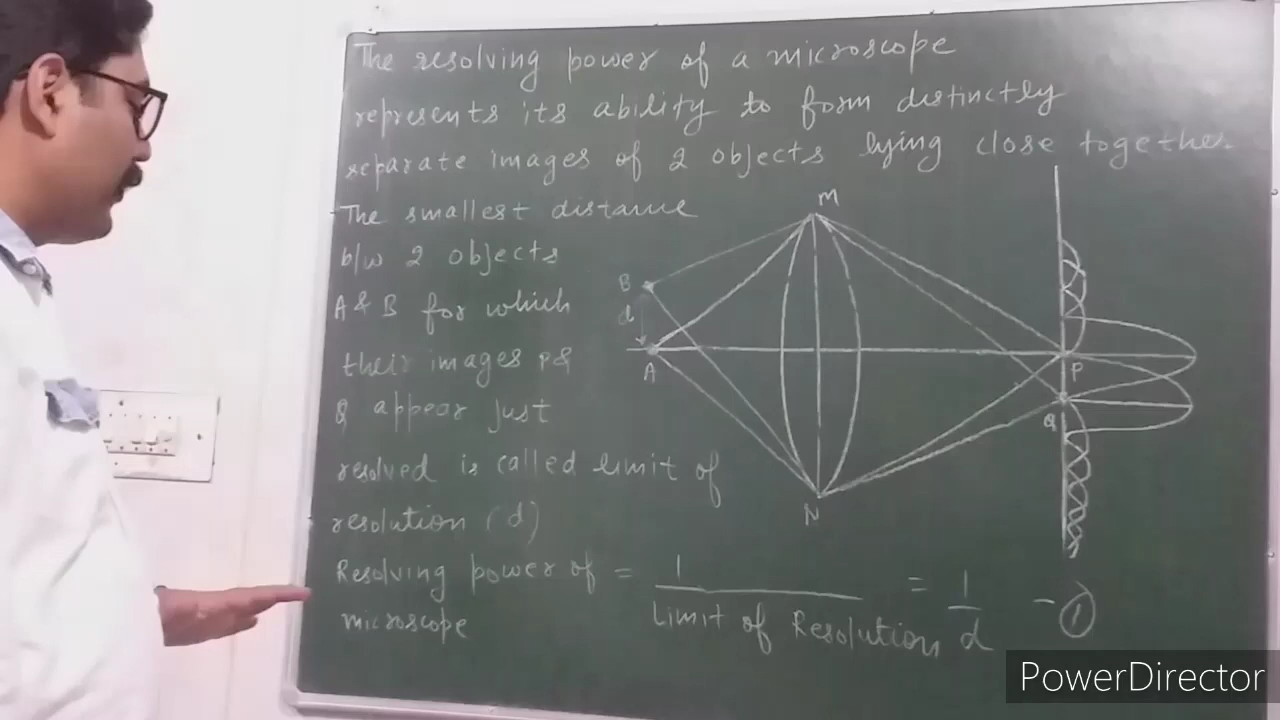 The resolving power of a microscope
represents its ability to form distinctly
separate images of 2 objects lying close together.
The smallest distance
b/w 2 objects
A & B for which
their images P &
Q appear just
resolved is called limit of
resolution (d)
Resolving power of = 1 = 1 - ①
microscope Limit of Resolution d
M
B
d
A
P
Q
N
PowerDirector